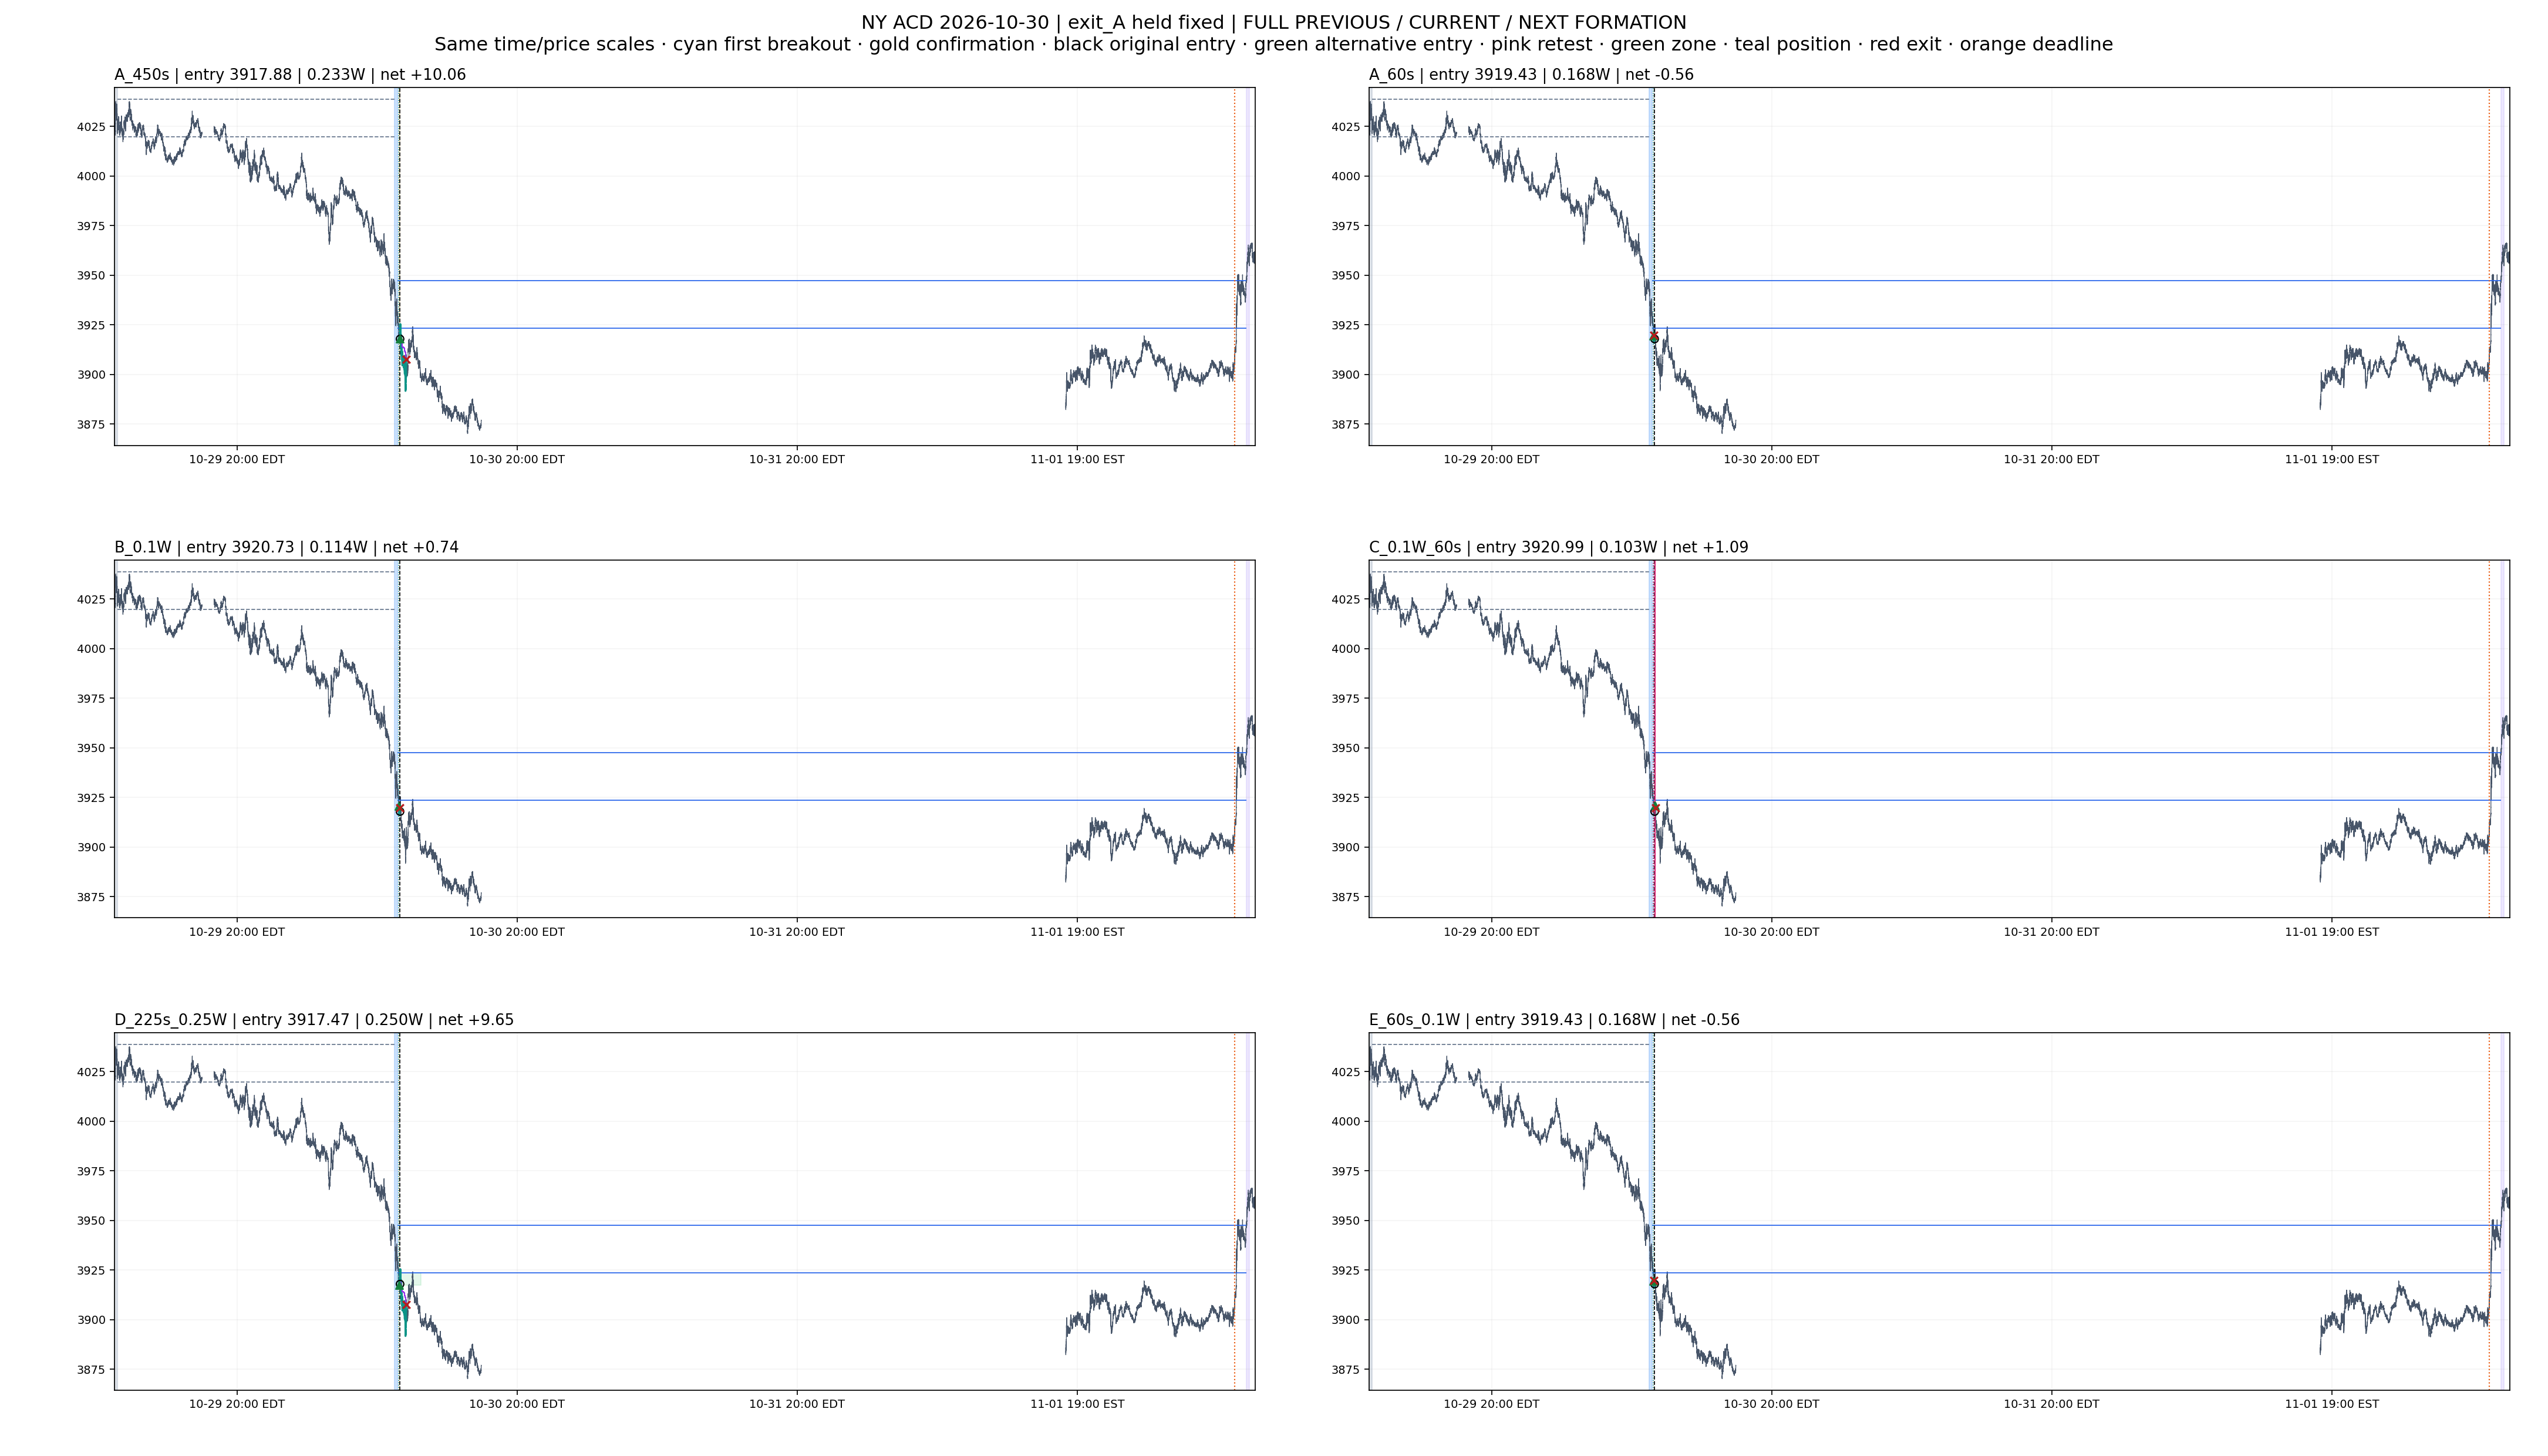 NY ACD 2026-10-30 | exit_A held fixed | FULL PREVIOUS / CURRENT / NEXT FORMATION
Same time/price scales · cyan first breakout · gold confirmation · black original entry · green alternative entry · pink retest · green zone · teal position · red exit · orange deadline
A_450s | entry 3917.88 | 0.233W | net +10.06
4025
4000
3975
3950
3925
3900
3875
10-29 20:00 EDT
10-30 20:00 EDT
10-31 20:00 EDT
11-01 19:00 EST
A_60s | entry 3919.43 | 0.168W | net -0.56
4025
4000
3975
3950
3925
3900
3875
10-29 20:00 EDT
10-30 20:00 EDT
10-31 20:00 EDT
11-01 19:00 EST
B_0.1W | entry 3920.73 | 0.114W | net +0.74
4025
4000
3975
3950
3925
3900
3875
10-29 20:00 EDT
10-30 20:00 EDT
10-31 20:00 EDT
11-01 19:00 EST
C_0.1W_60s | entry 3920.99 | 0.103W | net +1.09
4025
4000
3975
3950
3925
3900
3875
10-29 20:00 EDT
10-30 20:00 EDT
10-31 20:00 EDT
11-01 19:00 EST
D_225s_0.25W | entry 3917.47 | 0.250W | net +9.65
4025
4000
3975
3950
3925
3900
3875
10-29 20:00 EDT
10-30 20:00 EDT
10-31 20:00 EDT
11-01 19:00 EST
E_60s_0.1W | entry 3919.43 | 0.168W | net -0.56
4025
4000
3975
3950
3925
3900
3875
10-29 20:00 EDT
10-30 20:00 EDT
10-31 20:00 EDT
11-01 19:00 EST